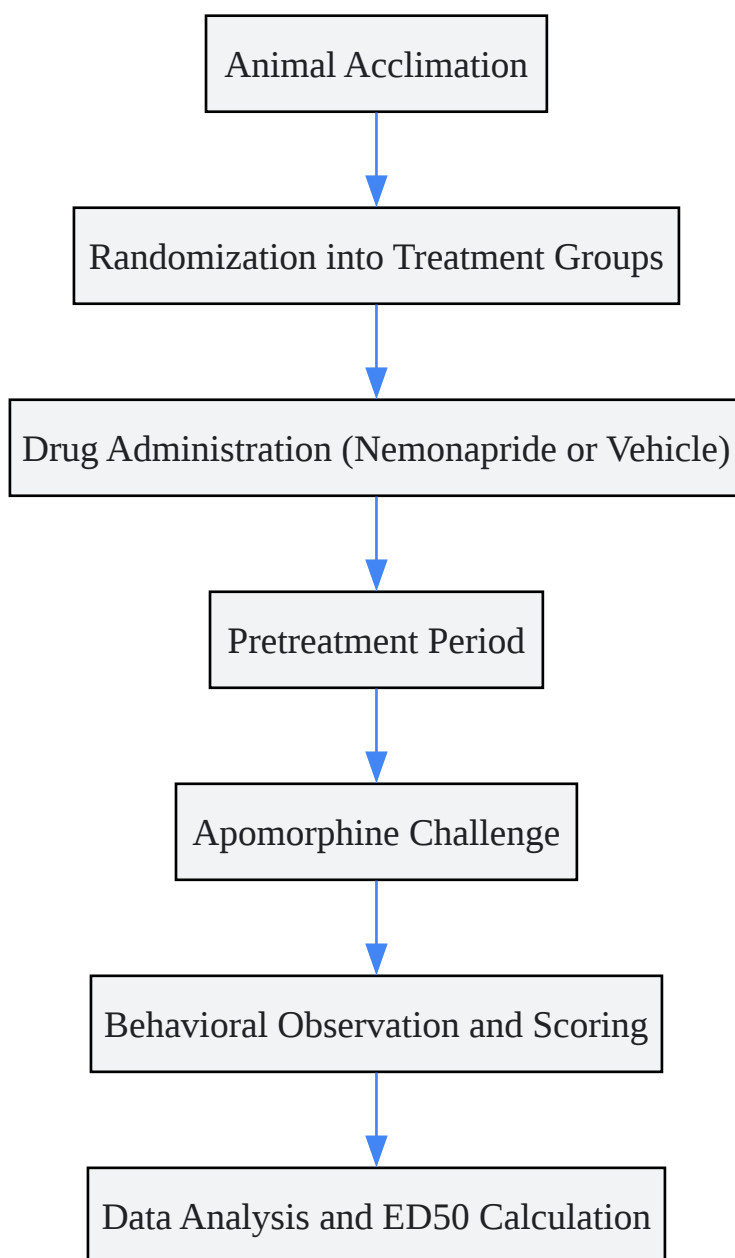 Animal Acclimation
Randomization into Treatment Groups
Drug Administration (Nemonapride or Vehicle)
Pretreatment Period
Apomorphine Challenge
Behavioral Observation and Scoring
Data Analysis and ED50 Calculation